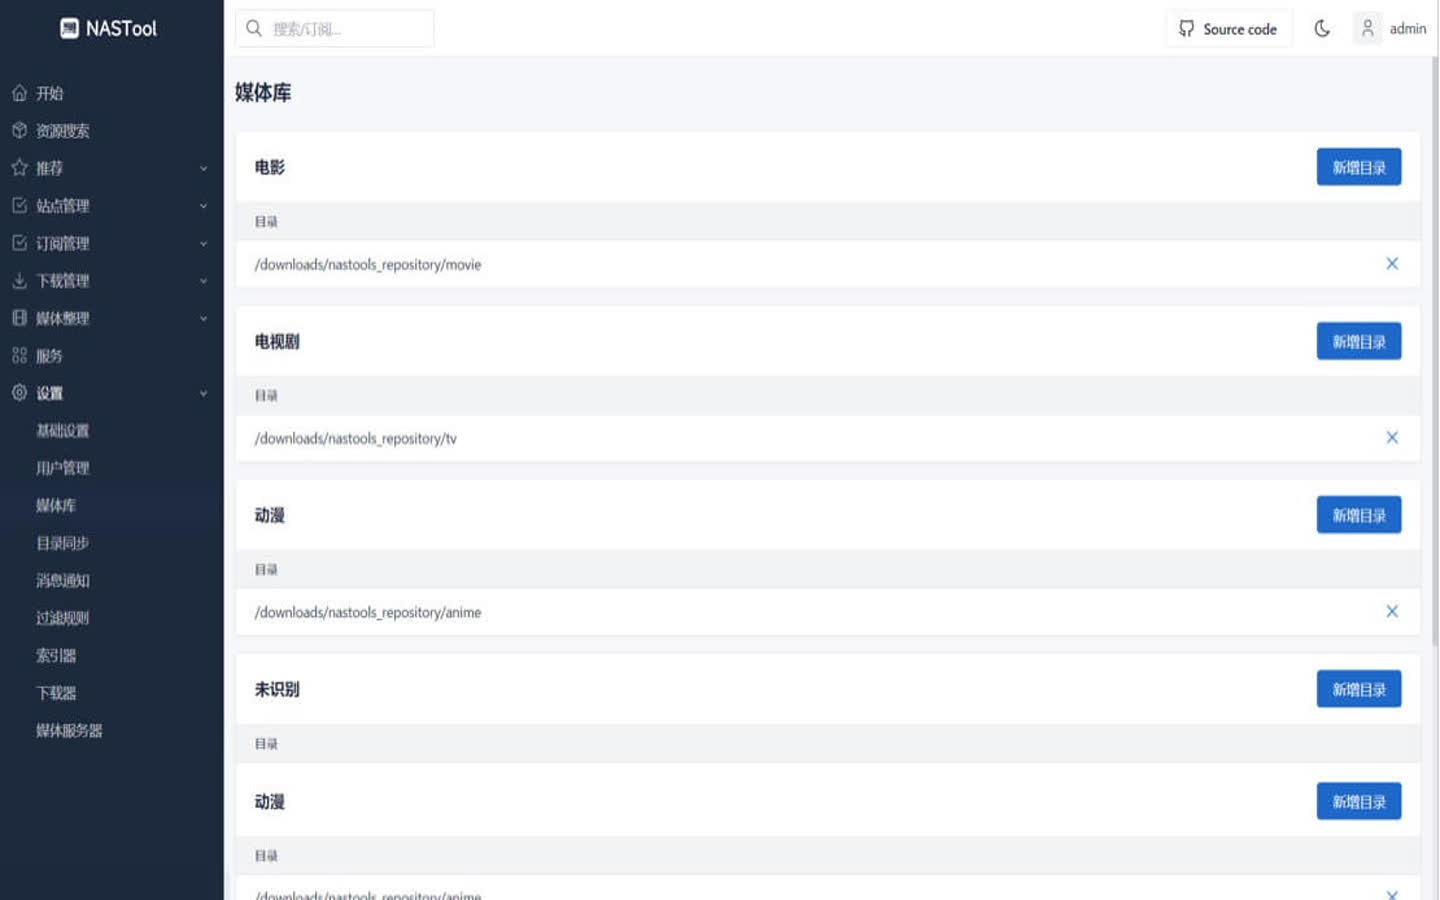 NASTool
搜索/订阅...
Source code
admin
开始
资源搜索
推荐
站点管理
订阅管理
下载管理
媒体整理
服务
设置
基础设置
用户管理
媒体库
目录同步
消息通知
过滤规则
索引器
下载器
媒体服务器
媒体库
电影
新增目录
目录
/downloads/nastools_repository/movie
电视剧
新增目录
目录
/downloads/nastools_repository/tv
动漫
新增目录
目录
/downloads/nastools_repository/anime
未识别
新增目录
目录
动漫
新增目录
目录
/downloads/nastools_repository/anime